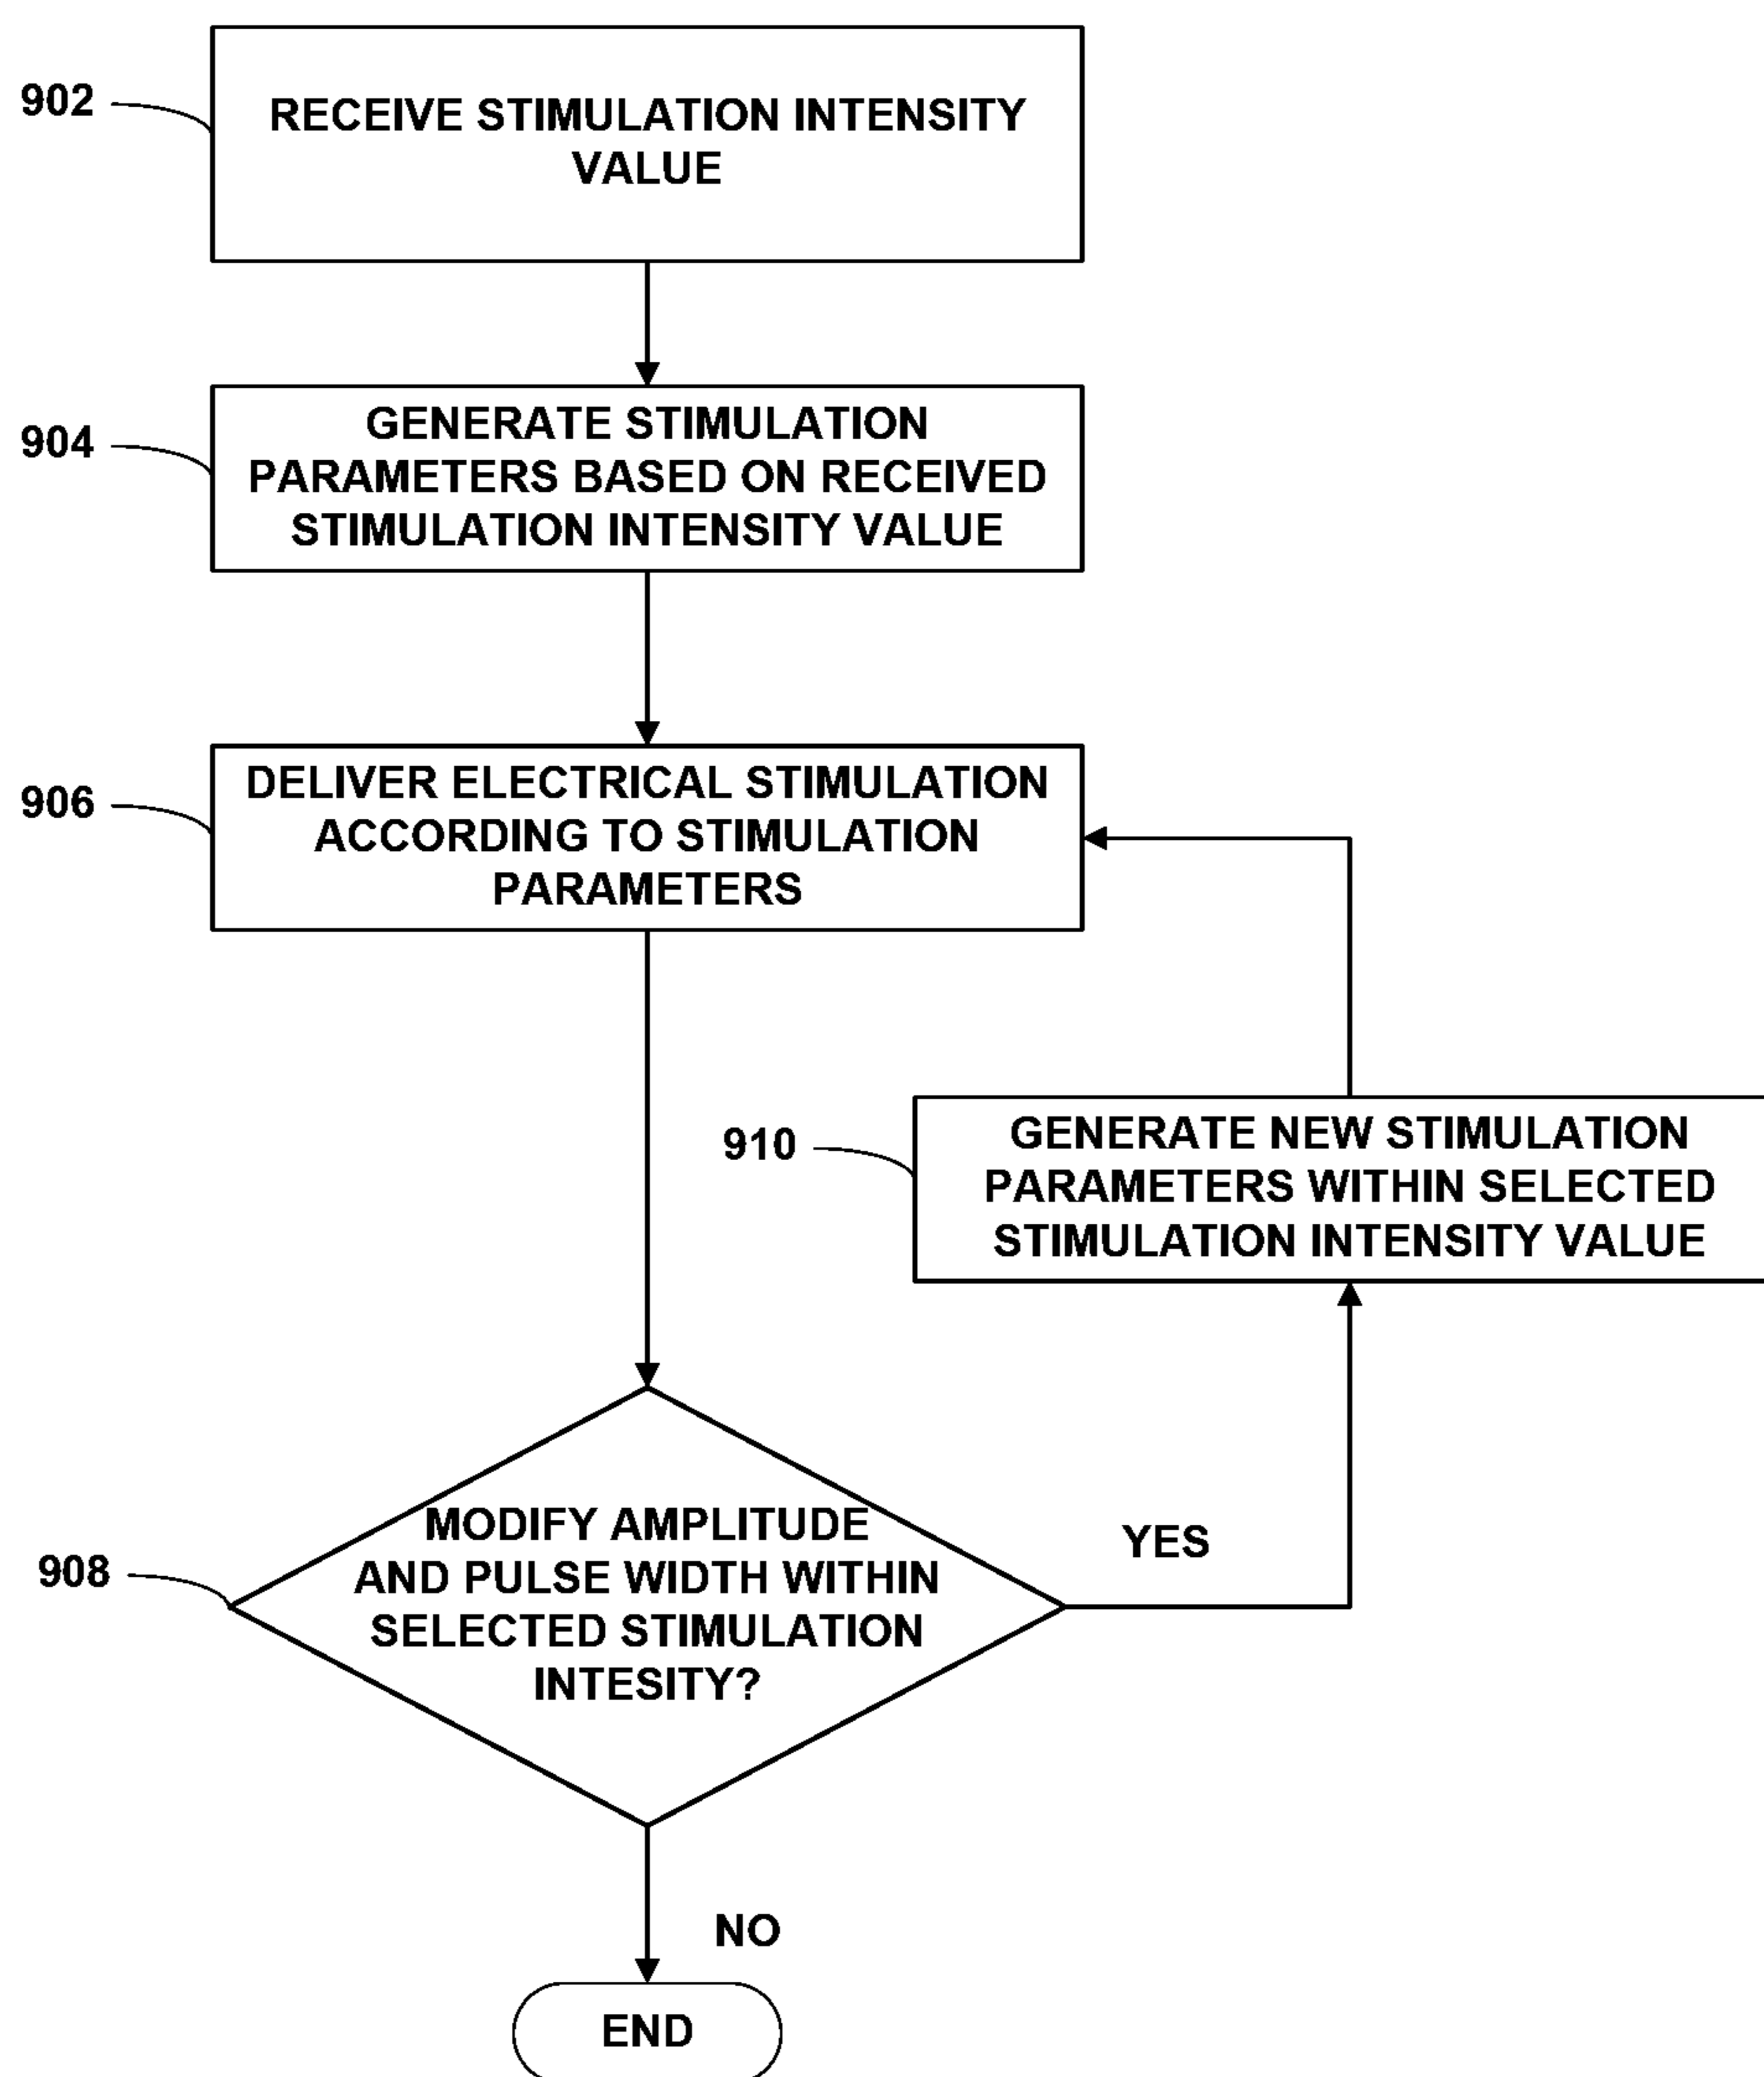 902
RECEIVE STIMULATION INTENSITY
VALUE
904
GENERATE STIMULATION
PARAMETERS BASED ON RECEIVED
STIMULATION INTENSITY VALUE
906
DELIVER ELECTRICAL STIMULATION
ACCORDING TO STIMULATION
PARAMETERS
910
GENERATE NEW STIMULATION
PARAMETERS WITHIN SELECTED
STIMULATION INTENSITY VALUE
908
MODIFY AMPLITUDE
AND PULSE WIDTH WITHIN
SELECTED STIMULATION
INTESITY?
YES
NO
END